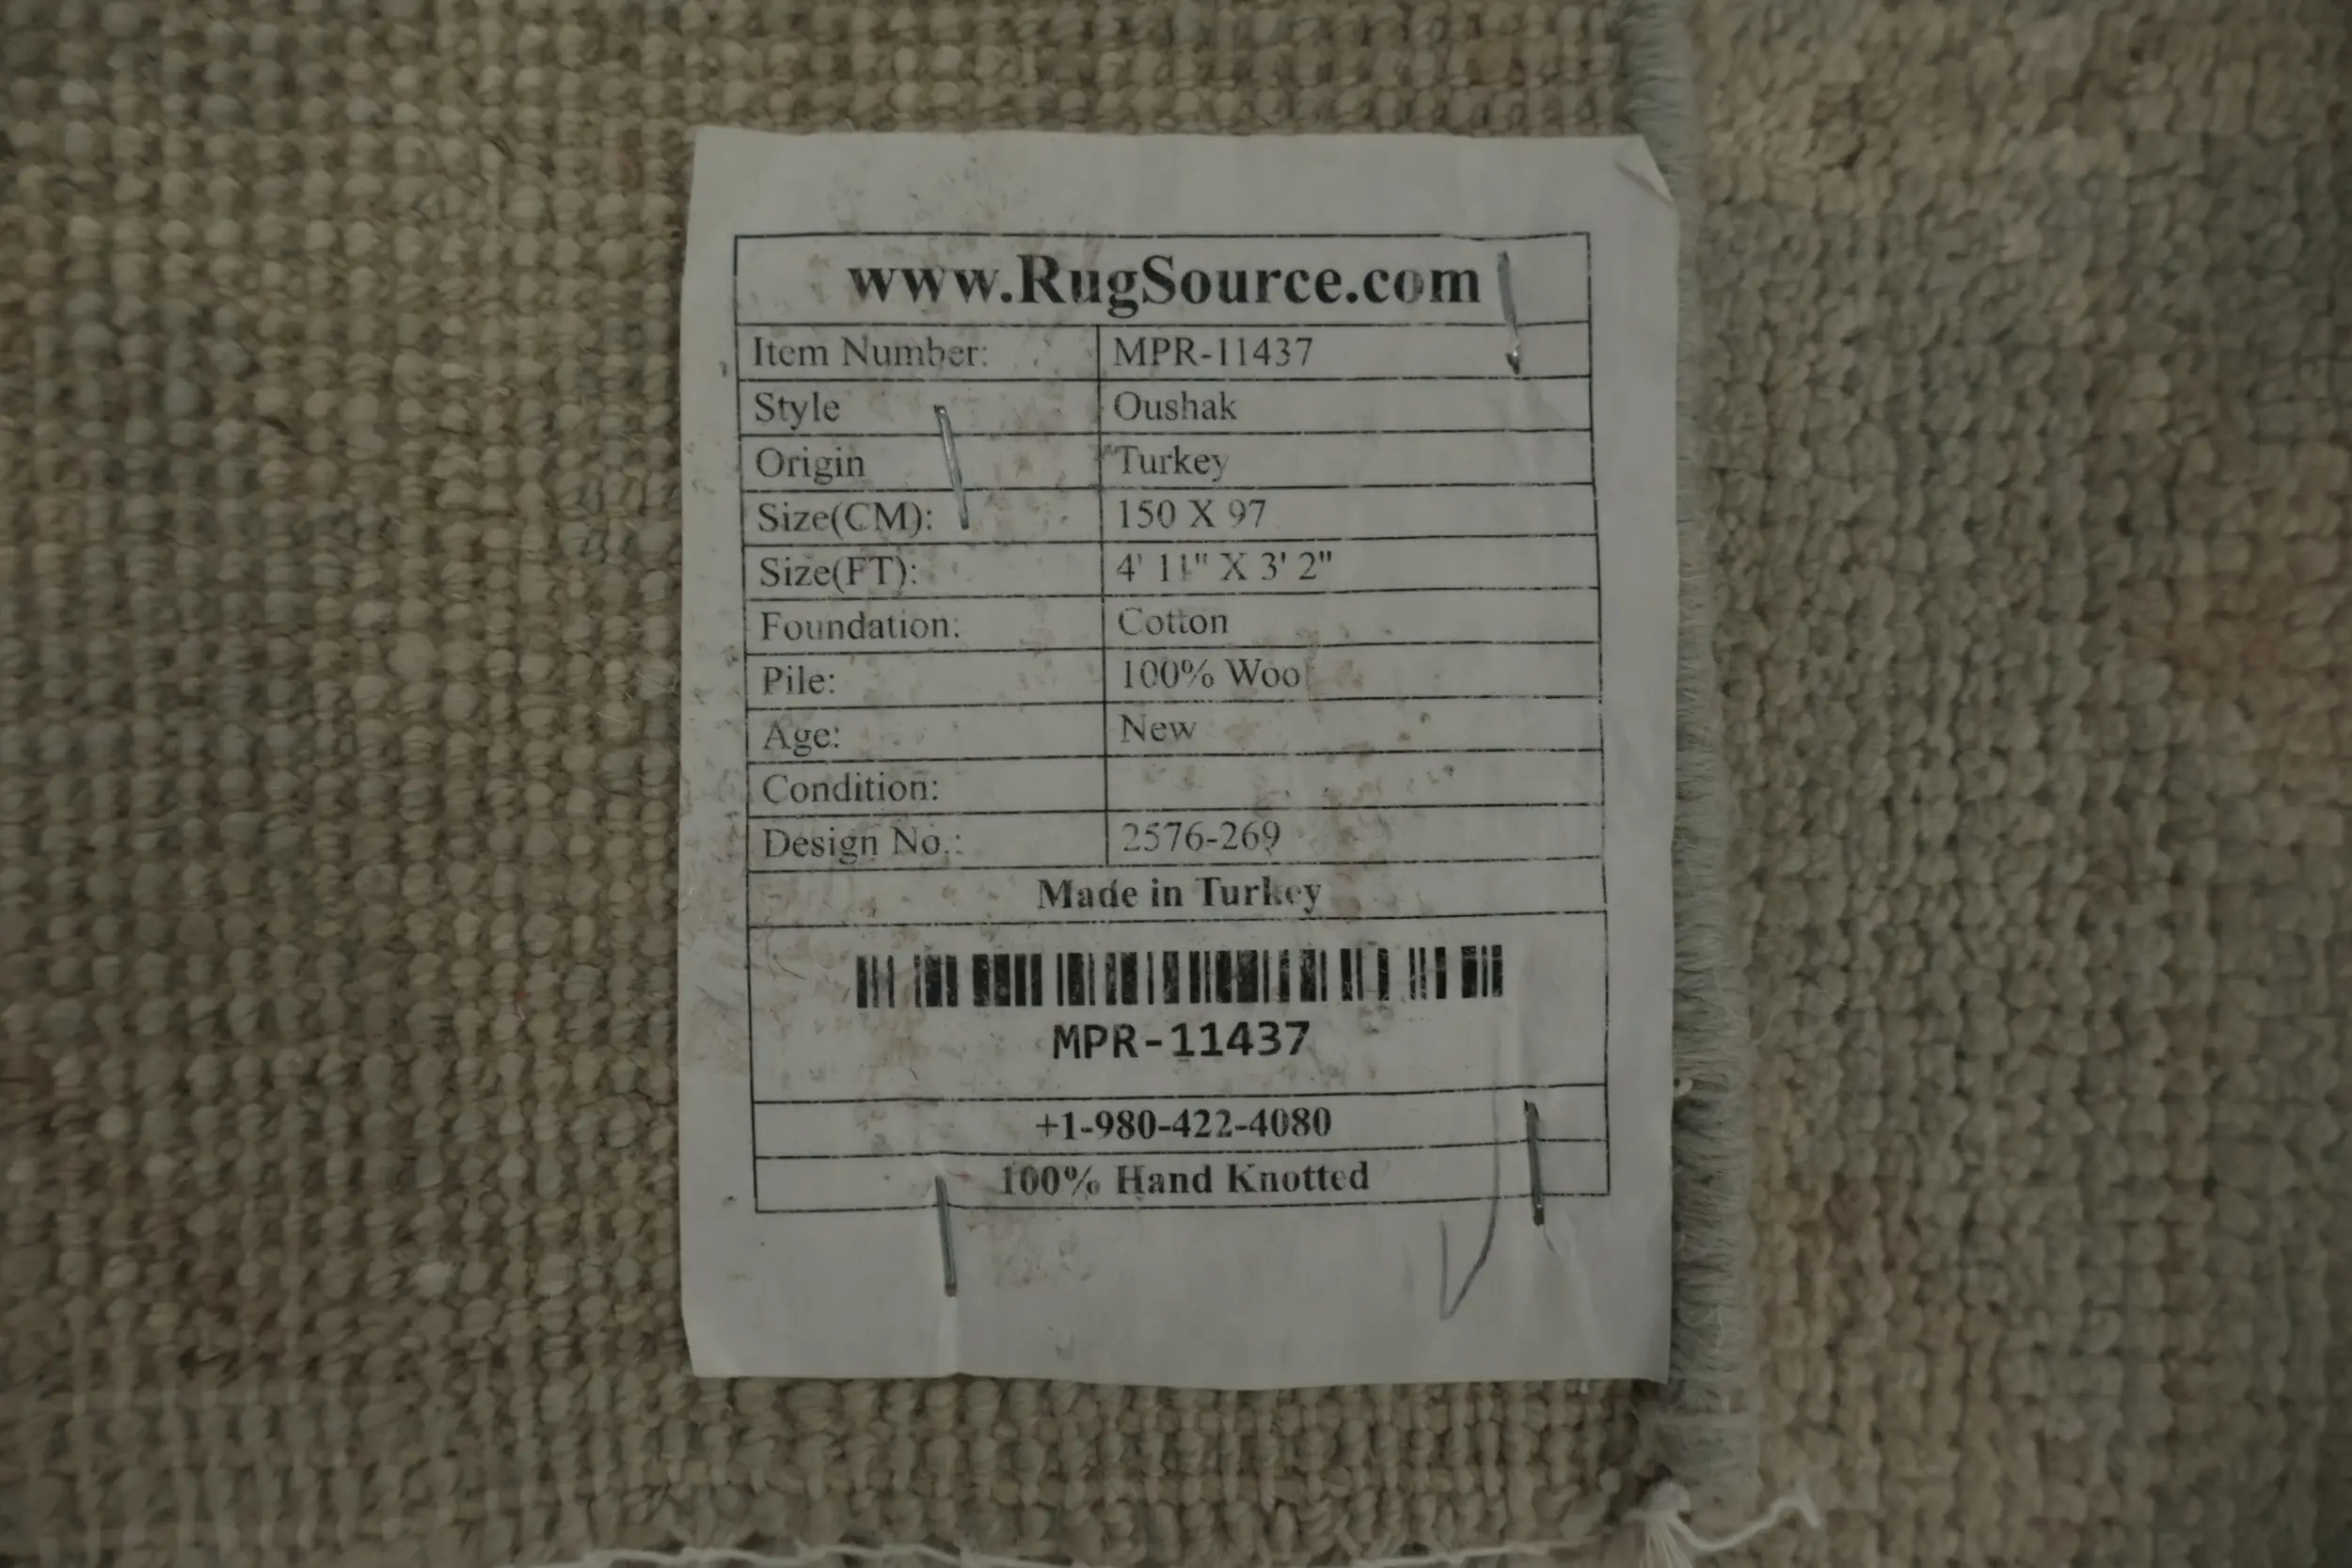 www.RugSource.com
Item Number: MPR-11437
Style Oushak
Origin Turkey
Size(CM): 150 X 97
Size(FT): 4' 11" X 3' 2"
Foundation: Cotton
Pile: 100% Wool
Age: New
Condition:
Design No.: 2576-269
Made in Turkey
MPR-11437
+1-980-422-4080
100% Hand Knotted